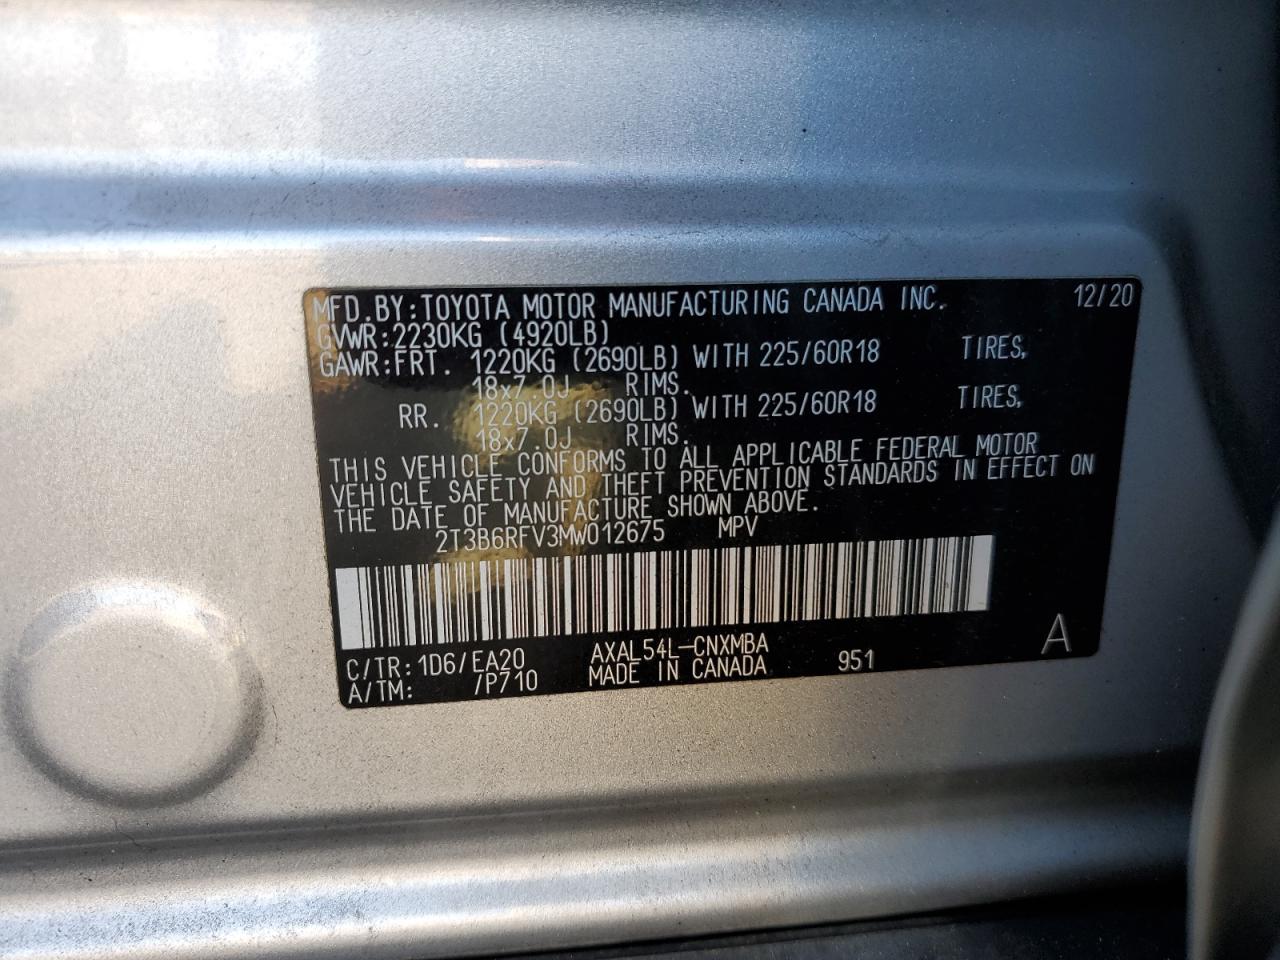 MFD.BY:TOYOTA MOTOR MANUFACTURING CANADA INC. 12/20
GVWR:2230KG (4920LB)
GAWR:FRT. 1220KG (2690LB) WITH 225/60R18 TIRES,
18x7.0J RIMS.
RR. 1220KG (2690LB) WITH 225/60R18 TIRES,
18x7.0J RIMS.
THIS VEHICLE CONFORMS TO ALL APPLICABLE FEDERAL MOTOR
VEHICLE SAFETY AND THEFT PREVENTION STANDARDS IN EFFECT ON
THE DATE OF MANUFACTURE SHOWN ABOVE.
2T3B6RFV3MW012675 MPV
C/TR:1D6/EA20 AXAL54L-CNXMBA 951 A
A/TM: /P710 MADE IN CANADA